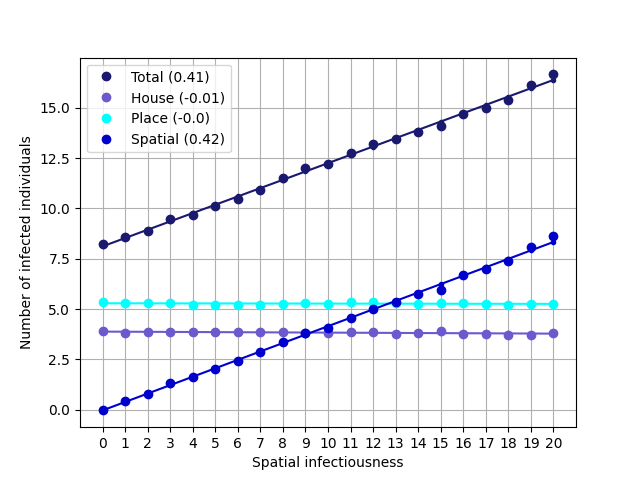 Total (0.41)
House (-0.01)
Place (-0.0)
Spatial (0.42)
Number of infected individuals
15.0
12.5
10.0
7.5
5.0
2.5
0.0
0 1 2 3 4 5 6 7 8 9 10 11 12 13 14 15 16 17 18 19 20
Spatial infectiousness